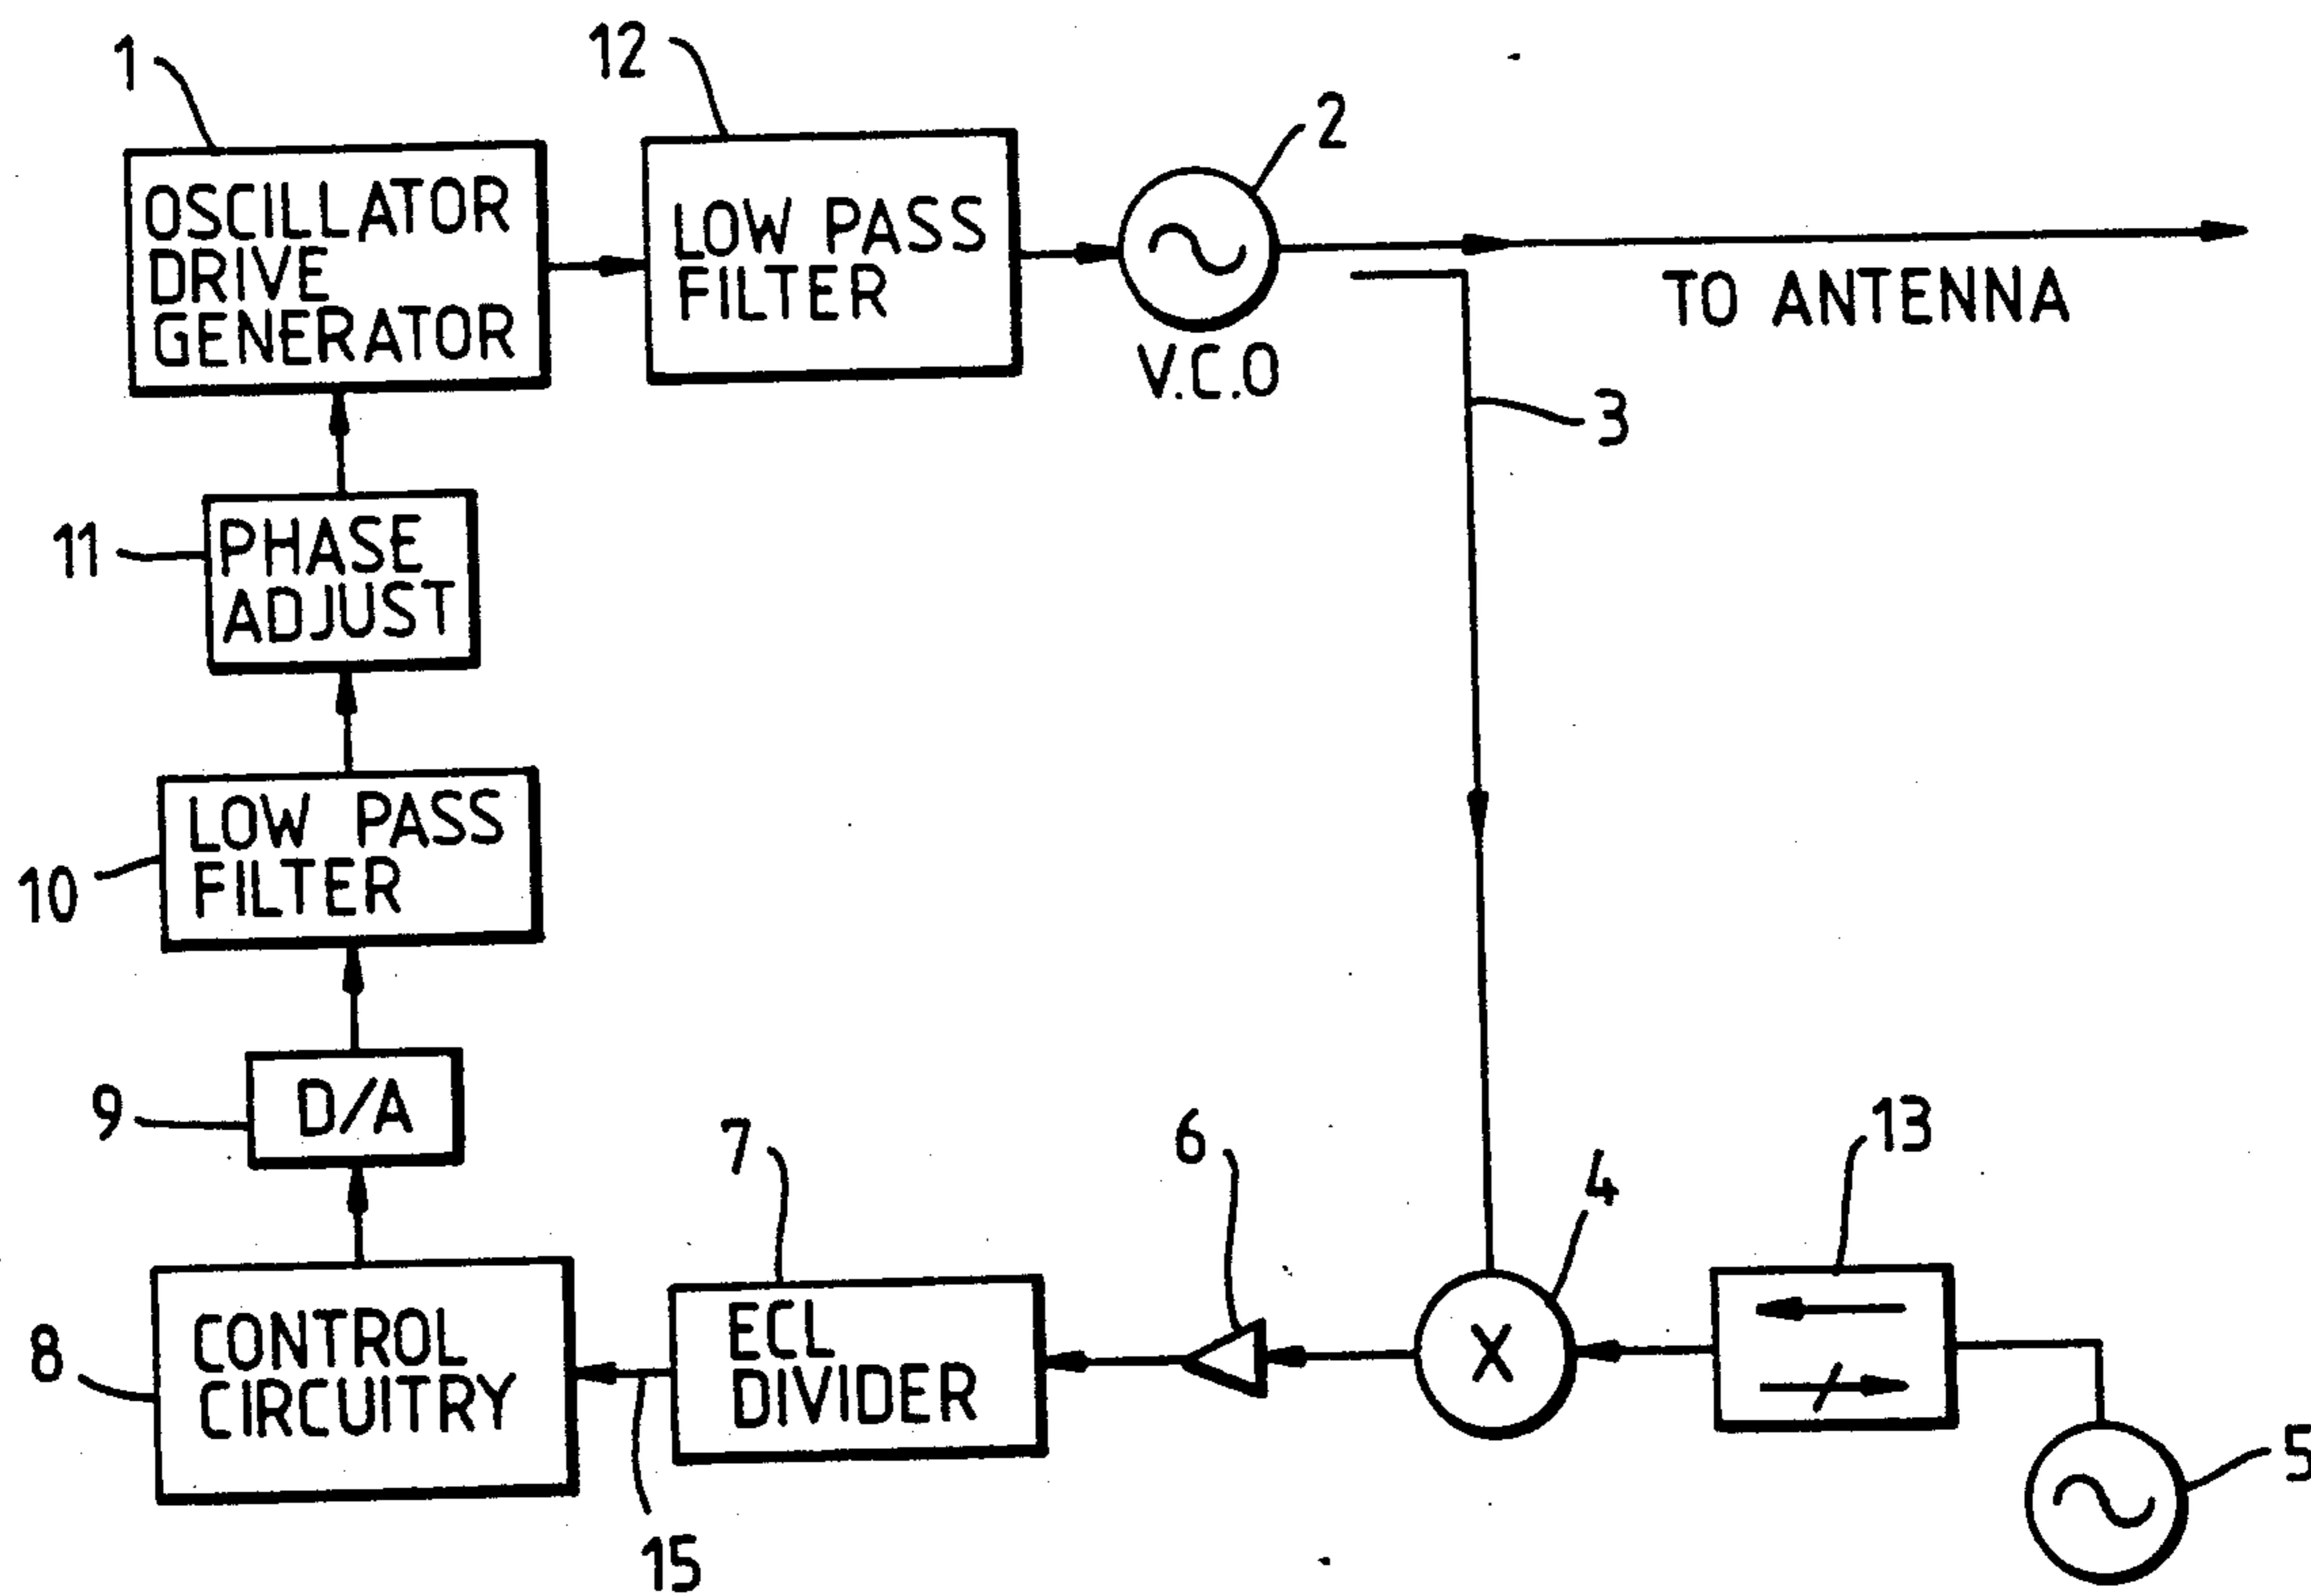 1
12
2
OSCILLATOR
DRIVE
GENERATOR
LOW PASS
FILTER
V.C.O
TO ANTENNA
3
11
PHASE
ADJUST
10
LOW PASS
FILTER
9
D/A
7
6
4
13
8
CONTROL
CIRCUITRY
ECL
DIVIDER
X
5
15